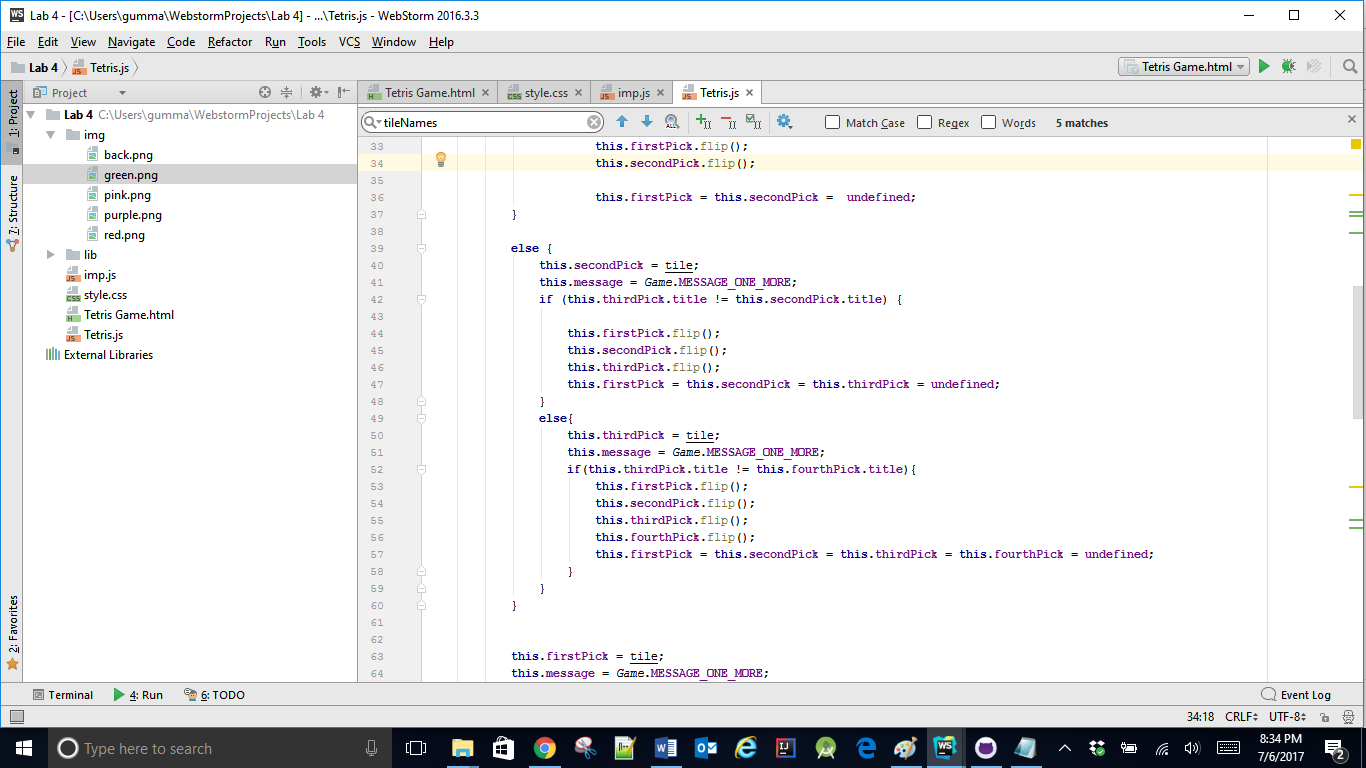 Lab 4 - [C:\Users\gumma\WebstormProjects\Lab 4] - ...\Tetris.js - WebStorm 2016.3.3
File Edit View Navigate Code Refactor Run Tools VCS Window Help
Lab 4 Tetris.js Tetris Game.html
Project
Tetris Game.html style.css imp.js Tetris.js
1: Project
7: Structure
2: Favorites
Lab 4 C:\Users\gumma\WebstormProjects\Lab 4
img
back.png
green.png
pink.png
purple.png
red.png
lib
imp.js
style.css
Tetris Game.html
Tetris.js
External Libraries
tileNames Match Case Regex Words 5 matches
33 this.firstPick.flip();
34 this.secondPick.flip();
35
36 this.firstPick = this.secondPick =  undefined;
37 }
38
39 else {
40 this.secondPick = tile;
41 this.message = Game.MESSAGE_ONE_MORE;
42 if (this.thirdPick.title != this.secondPick.title) {
43
44 this.firstPick.flip();
45 this.secondPick.flip();
46 this.thirdPick.flip();
47 this.firstPick = this.secondPick = this.thirdPick = undefined;
48 }
49 else{
50 this.thirdPick = tile;
51 this.message = Game.MESSAGE_ONE_MORE;
52 if(this.thirdPick.title != this.fourthPick.title){
53 this.firstPick.flip();
54 this.secondPick.flip();
55 this.thirdPick.flip();
56 this.fourthPick.flip();
57 this.firstPick = this.secondPick = this.thirdPick = this.fourthPick = undefined;
58 }
59 }
60 }
61
62
63 this.firstPick = tile;
64 this.message = Game.MESSAGE_ONE_MORE;
Terminal 4: Run 6: TODO Event Log
34:18 CRLF UTF-8
Type here to search
8:34 PM
7/6/2017
2